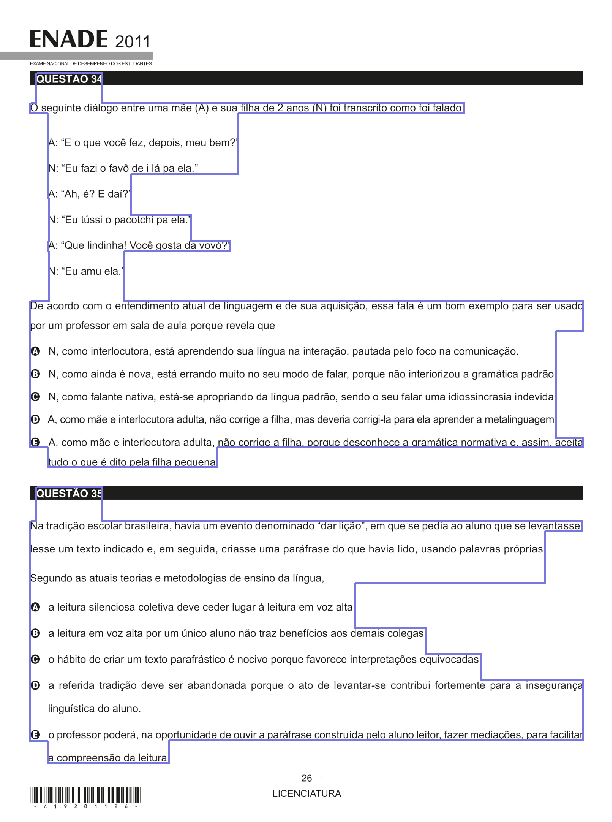 ENADE 2011
EXAME NACIONAL DE DESEMPENHO DOS ESTUDANTES
QUESTÃO 34
O seguinte diálogo entre uma mãe (A) e sua filha de 2 anos (N) foi transcrito como foi falado.
A: “E o que você fez, depois, meu bem?”
N: “Eu fazi o favô de i lá pa ela.”
A: “Ah, é? E daí?”
N: “Eu tússi o pacotchi pa ela.”
A: “Que lindinha! Você gosta da vovó?”
N: “Eu amu ela.”
De acordo com o entendimento atual de linguagem e de sua aquisição, essa fala é um bom exemplo para ser usado
por um professor em sala de aula porque revela que
A N, como interlocutora, está aprendendo sua língua na interação, pautada pelo foco na comunicação.
B N, como ainda é nova, está errando muito no seu modo de falar, porque não interiorizou a gramática padrão.
C N, como falante nativa, está-se apropriando da língua padrão, sendo o seu falar uma idiossincrasia indevida.
D A, como mãe e interlocutora adulta, não corrige a filha, mas deveria corrigi-la para ela aprender a metalinguagem.
E A, como mãe e interlocutora adulta, não corrige a filha, porque desconhece a gramática normativa e, assim, aceita
tudo o que é dito pela filha pequena.
QUESTÃO 35
Na tradição escolar brasileira, havia um evento denominado “dar lição”, em que se pedia ao aluno que se levantasse,
lesse um texto indicado e, em seguida, criasse uma paráfrase do que havia lido, usando palavras próprias.
Segundo as atuais teorias e metodologias de ensino da língua,
A a leitura silenciosa coletiva deve ceder lugar à leitura em voz alta.
B a leitura em voz alta por um único aluno não traz benefícios aos demais colegas.
C o hábito de criar um texto parafrástico é nocivo porque favorece interpretações equivocadas.
D a referida tradição deve ser abandonada porque o ato de levantar-se contribui fortemente para a insegurança
linguística do aluno.
E o professor poderá, na oportunidade de ouvir a paráfrase construída pelo aluno leitor, fazer mediações, para facilitar
a compreensão da leitura.
26
LICENCIATURA